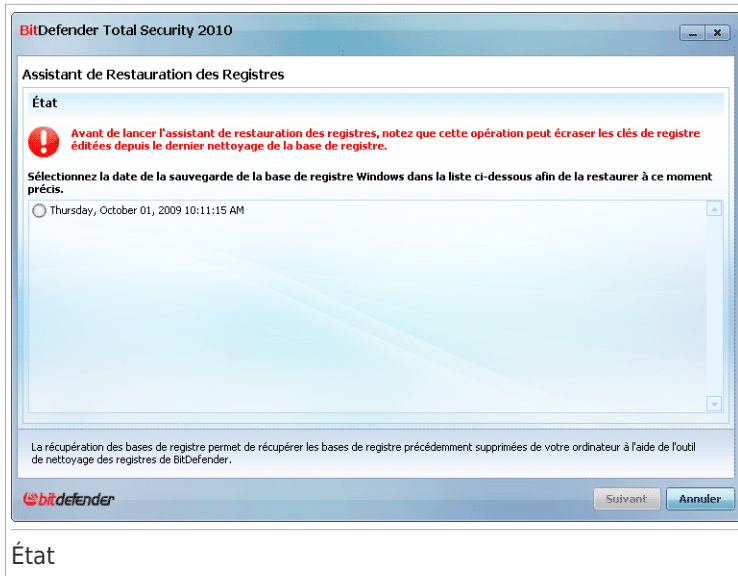 BitDefender Total Security 2010
Assistant de Restauration des Registres
État
Avant de lancer l'assistant de restauration des registres, notez que cette opération peut écraser les clés de registre
éditées depuis le dernier nettoyage de la base de registre.
Sélectionnez la date de la sauvegarde de la base de registre Windows dans la liste ci-dessous afin de la restaurer à ce moment
précis.
Thursday, October 01, 2009 10:11:15 AM
La récupération des bases de registre permet de récupérer les bases de registre précédemment supprimées de votre ordinateur à l'aide de l'outil
de nettoyage des registres de BitDefender.
bitdefender
Suivant
Annuler
État